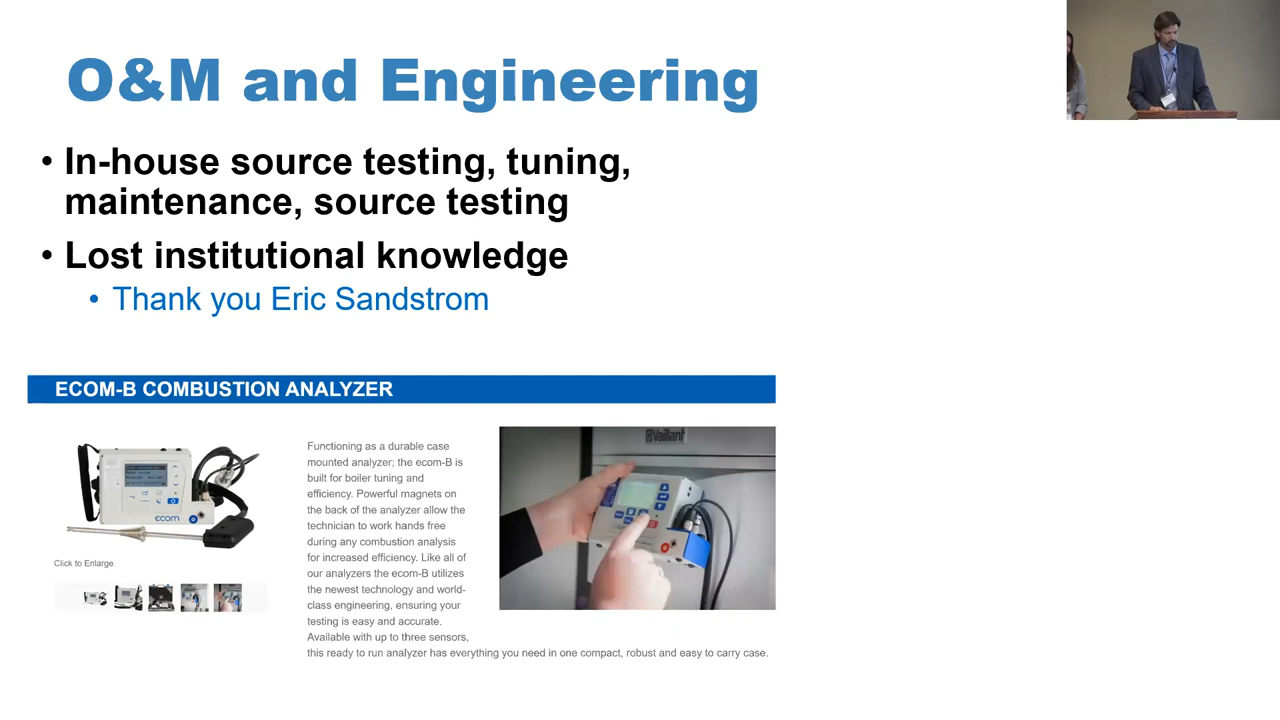 O&M and Engineering
• In-house source testing, tuning,
maintenance, source testing
• Lost institutional knowledge
• Thank you Eric Sandstrom
ECOM-B COMBUSTION ANALYZER
Functioning as a durable case
mounted analyzer; the ecom-B is
built for boiler tuning and
efficiency. Powerful magnets on
the back of the analyzer allow the
technician to work hands free
during any combustion analysis
for increased efficiency. Like all of
our analyzers the ecom-B utilizes
the newest technology and world-
class engineering, ensuring your
testing is easy and accurate.
Available with up to three sensors,
this ready to run analyzer has everything you need in one compact, robust and easy to carry case.
ecom
Click to Enlarge
Vaillant